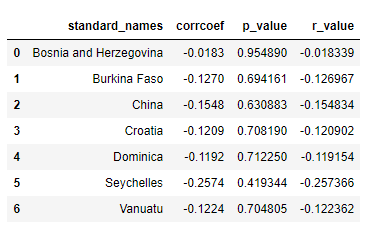 standard_names corrcoef p_value r_value
0 Bosnia and Herzegovina -0.0183 0.954890 -0.018339
1 Burkina Faso -0.1270 0.694161 -0.126967
2 China -0.1548 0.630883 -0.154834
3 Croatia -0.1209 0.708190 -0.120902
4 Dominica -0.1192 0.712250 -0.119154
5 Seychelles -0.2574 0.419344 -0.257366
6 Vanuatu -0.1224 0.704805 -0.122362